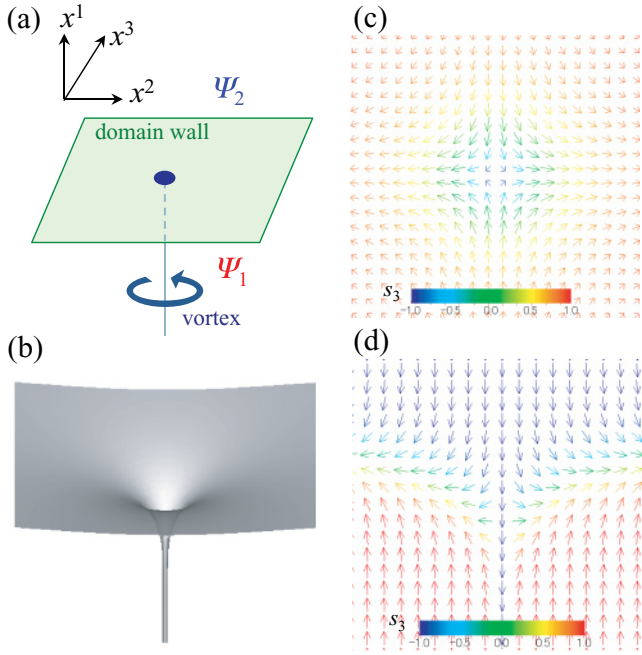 (a)
x¹
x³
x²
Ψ₂
domain wall
Ψ₁
vortex
(b)
(c)
s₃
−1.0 −0.5 0.0 0.5 1.0
(d)
s₃
−1.0 −0.5 0.0 0.5 1.0